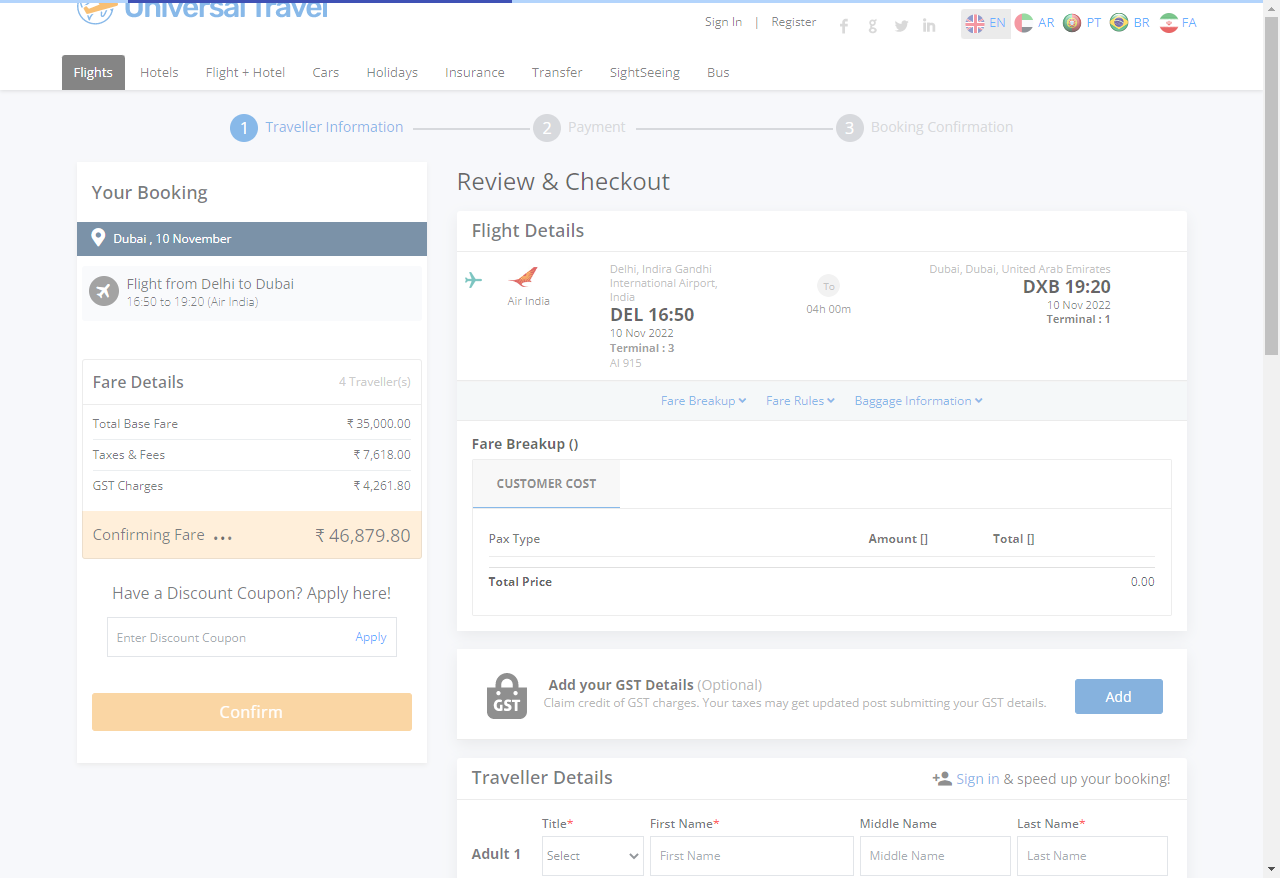 Universal Travel
Sign In | Register
EN AR PT BR FA
Flights Hotels Flight + Hotel Cars Holidays Insurance Transfer SightSeeing Bus
1 Traveller Information 2 Payment 3 Booking Confirmation
Your Booking
Dubai , 10 November
Flight from Delhi to Dubai
16:50 to 19:20 (Air India)
Fare Details 4 Traveller(s)
Total Base Fare ₹ 35,000.00
Taxes & Fees ₹ 7,618.00
GST Charges ₹ 4,261.80
Confirming Fare ... ₹ 46,879.80
Have a Discount Coupon? Apply here!
Enter Discount Coupon Apply
Confirm
Review & Checkout
Flight Details
Air India
Delhi, Indira Gandhi
International Airport,
India
DEL 16:50
10 Nov 2022
Terminal : 3
AI 915
To
04h 00m
Dubai, Dubai, United Arab Emirates
DXB 19:20
10 Nov 2022
Terminal : 1
Fare Breakup Fare Rules Baggage Information
Fare Breakup ()
CUSTOMER COST
Pax Type Amount [] Total []
Total Price 0.00
GST
Add your GST Details (Optional)
Claim credit of GST charges. Your taxes may get updated post submitting your GST details.
Add
Traveller Details
Sign in & speed up your booking!
Title* First Name* Middle Name Last Name*
Adult 1 Select First Name Middle Name Last Name